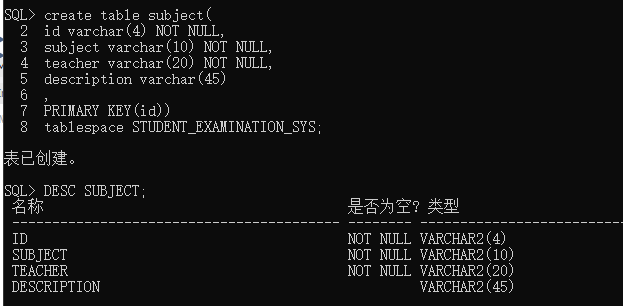 SQL> create table subject(
  2  id varchar(4) NOT NULL,
  3  subject varchar(10) NOT NULL,
  4  teacher varchar(20) NOT NULL,
  5  description varchar(45)
  6  ,
  7  PRIMARY KEY(id))
  8  tablespace STUDENT_EXAMINATION_SYS;
表已创建。
SQL> DESC SUBJECT;
名称 是否为空? 类型
----------------------------------------- -------- ----------------------------
ID NOT NULL VARCHAR2(4)
SUBJECT NOT NULL VARCHAR2(10)
TEACHER NOT NULL VARCHAR2(20)
DESCRIPTION VARCHAR2(45)